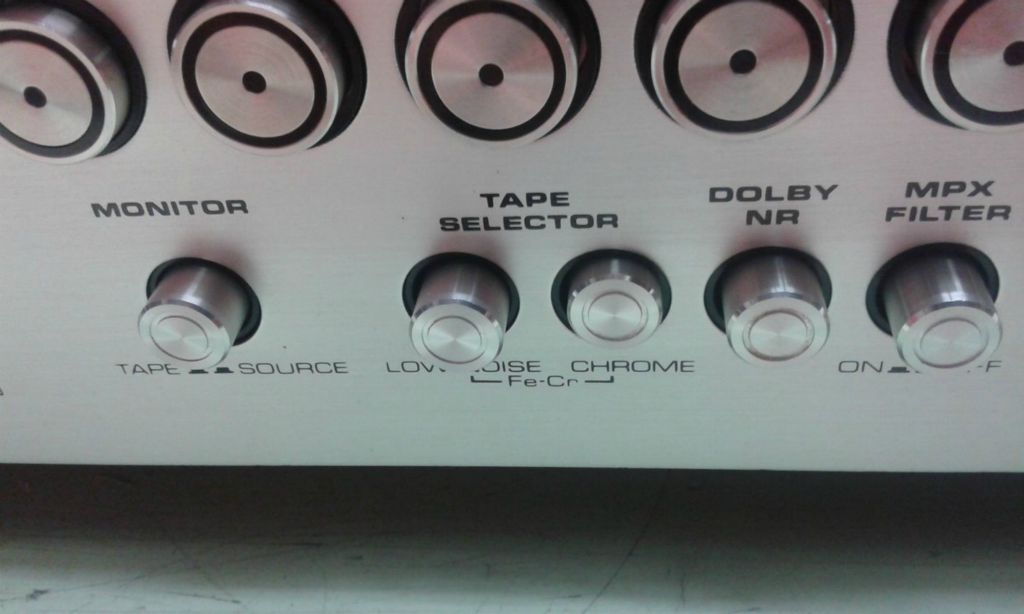 MONITOR
TAPE
SELECTOR
DOLBY
NR
MPX
FILTER
TAPE SOURCE
CHROME
Fe-Cr
ON